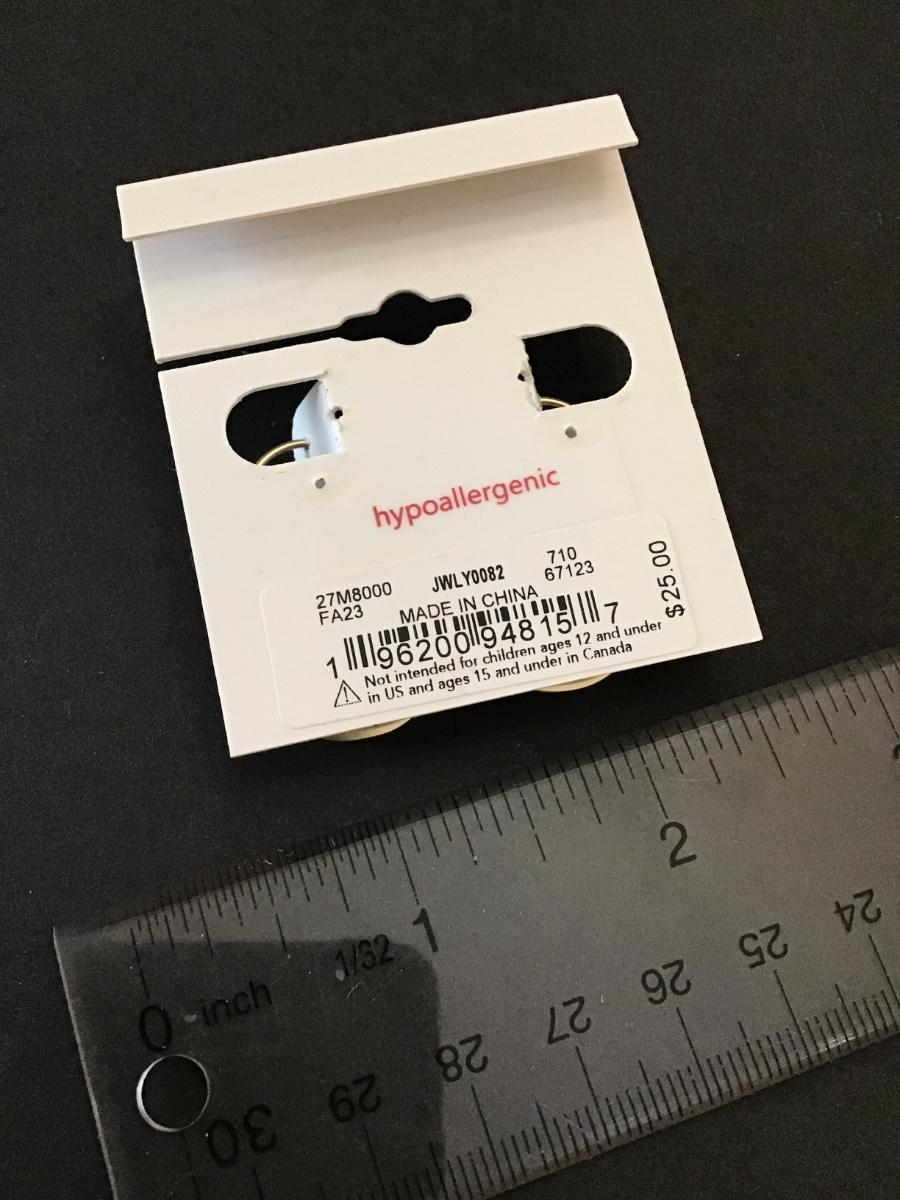 hypoallergenic
27M8000 JWLY0082 710
FA23 MADE IN CHINA 67123
$25.00
1 96200 94815 7
Not intended for children ages 12 and under
in US and ages 15 and under in Canada
1 2
0 inch 1/32
30 29 28 27 26 25 24